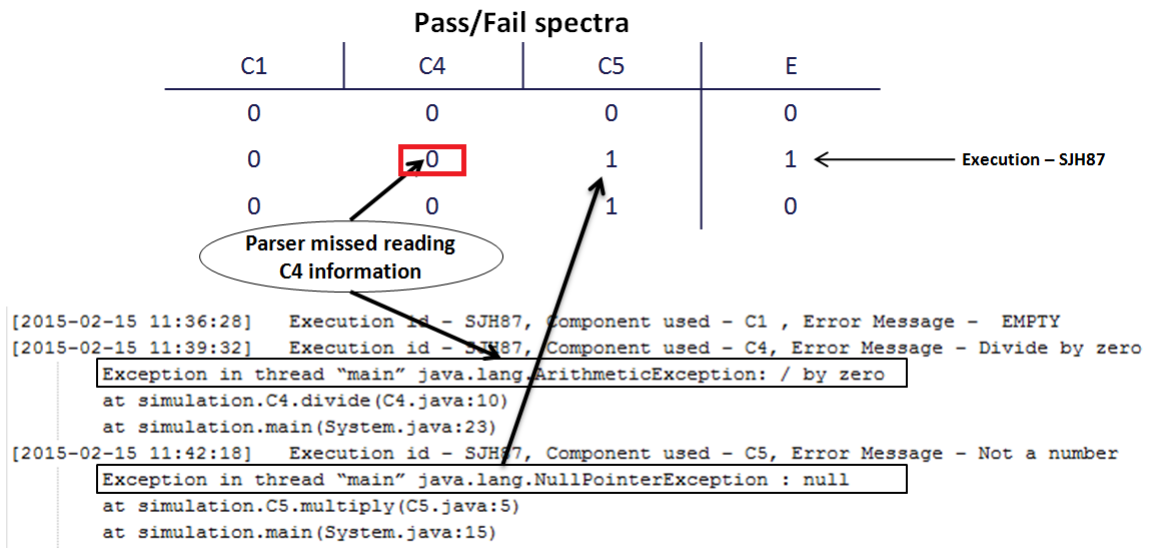 Pass/Fail spectra
C1 C4 C5 E
0 0 0 0
0 0 1 1 Execution – SJH87
0 0 1 0
Parser missed reading
C4 information
[2015-02-15 11:36:28] Execution id – SJH87, Component used – C1 , Error Message – EMPTY
[2015-02-15 11:39:32] Execution id – SJH87, Component used – C4, Error Message – Divide by zero
Exception in thread “main” java.lang.ArithmeticException: / by zero
at simulation.C4.divide(C4.java:10)
at simulation.main(System.java:23)
[2015-02-15 11:42:18] Execution id – SJH87, Component used – C5, Error Message – Not a number
Exception in thread “main” java.lang.NullPointerException : null
at simulation.C5.multiply(C5.java:5)
at simulation.main(System.java:15)